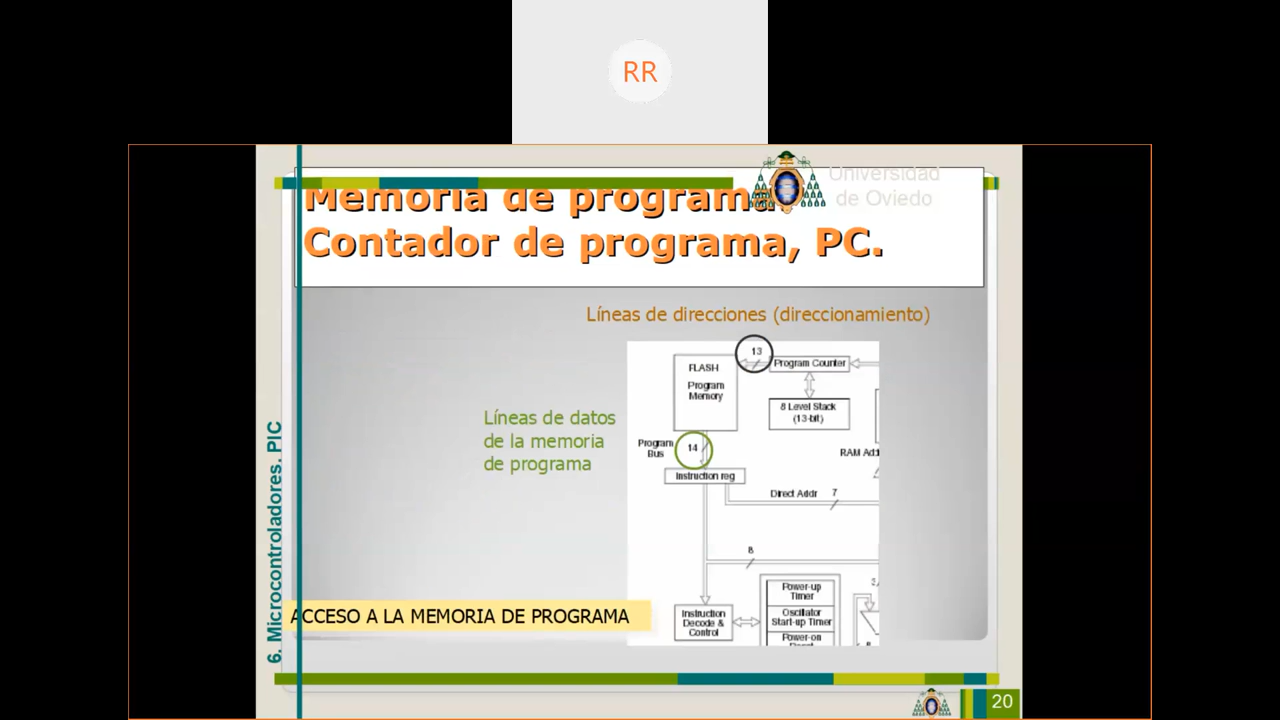 RR
Universidad
de Oviedo
Memoria de programa.
Contador de programa, PC.
Líneas de direcciones (direccionamiento)
13
Program Counter
FLASH
Program
Memory
8 Level Stack
(13-bit)
Líneas de datos
de la memoria
de programa
Program
Bus
14
RAM Add
Instruction reg
Direct Addr
7
8
Power-up
Timer
Oscillator
Start-up Timer
Power-on
Instruction
Decode &
Control
3
8
ACCESO A LA MEMORIA DE PROGRAMA
6. Microcontroladores. PIC
20